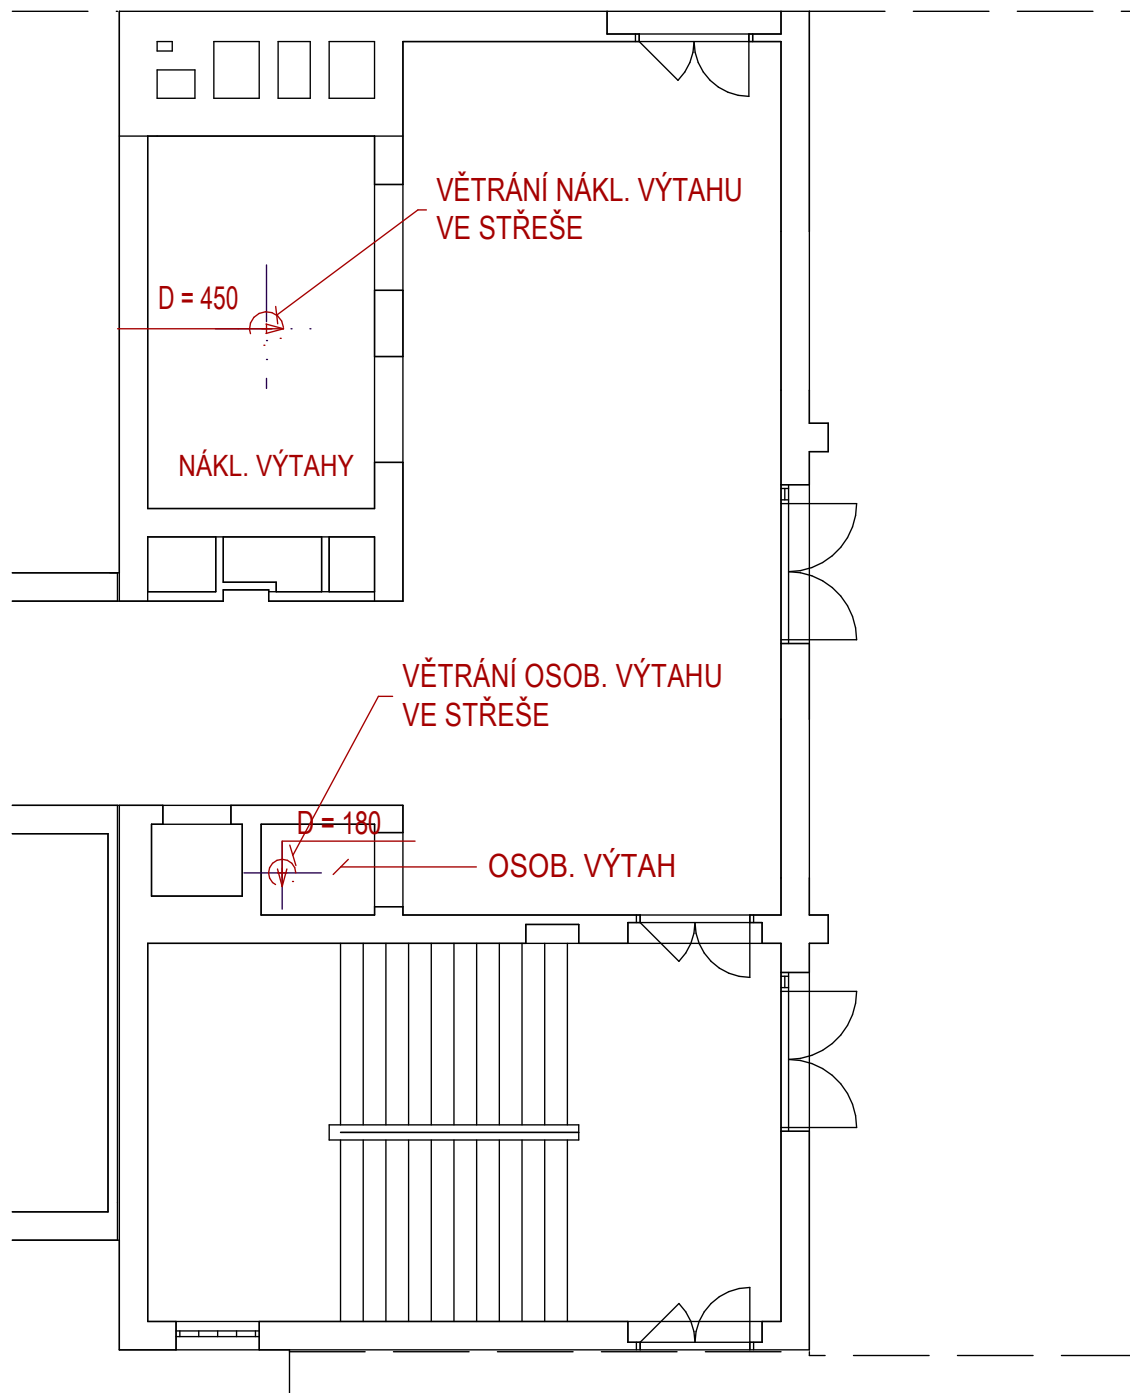 VĚTRÁNÍ NÁKL. VÝTAHU
VE STŘEŠE
D = 450
NÁKL. VÝTAHY
VĚTRÁNÍ OSOB. VÝTAHU
VE STŘEŠE
D = 180
OSOB. VÝTAH